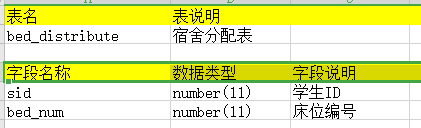 表名 表说明
bed_distribute 宿舍分配表
字段名称 数据类型 字段说明
sid number(11) 学生ID
bed_num number(11) 床位编号